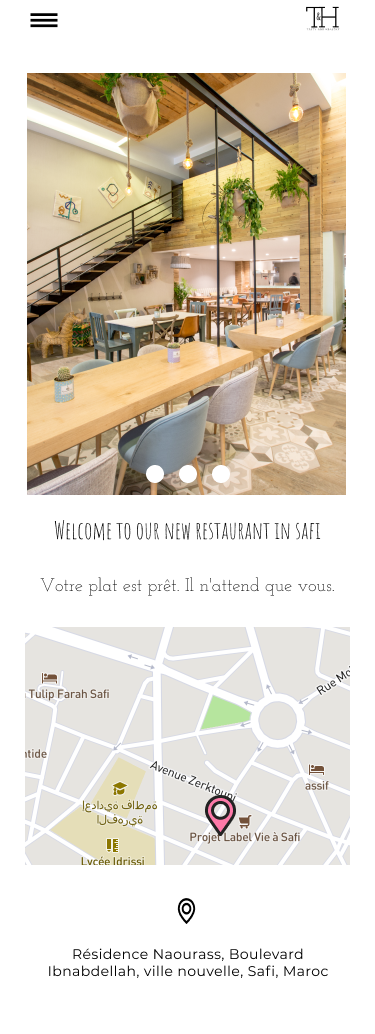 T&H
Welcome to our new restaurant in safi
Votre plat est prêt. Il n'attend que vous.
Tulip Farah Safi
Rue Mo
ntide
Avenue Zerktouni
assif
إعدادية فاطمة
الفهرية
Projet Label Vie à Safi
Lycée Idrissi
Résidence Naourass, Boulevard
Ibnabdellah, ville nouvelle, Safi, Maroc